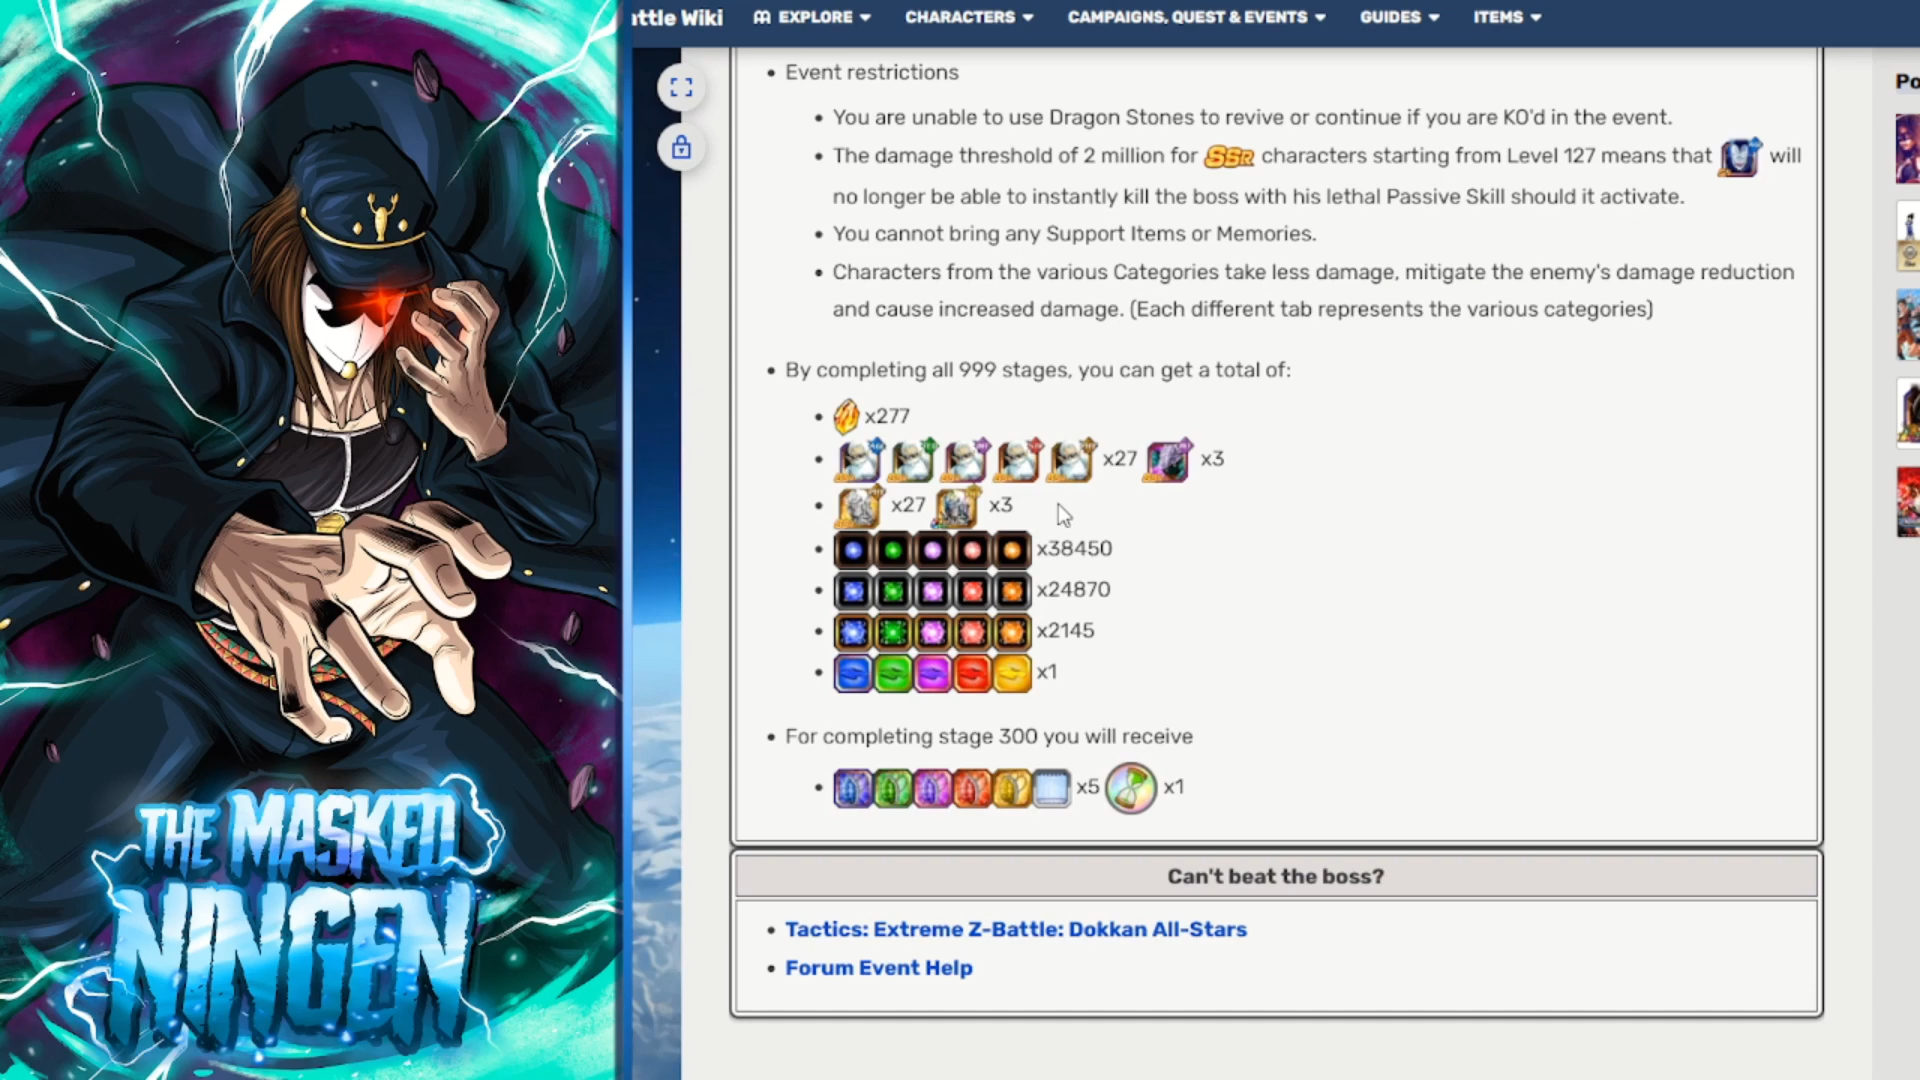 attle Wiki
EXPLORE
CHARACTERS
CAMPAIGNS, QUEST & EVENTS
GUIDES
ITEMS
Po
Event restrictions
You are unable to use Dragon Stones to revive or continue if you are KO'd in the event.
The damage threshold of 2 million for SSR characters starting from Level 127 means that will
no longer be able to instantly kill the boss with his lethal Passive Skill should it activate.
You cannot bring any Support Items or Memories.
Characters from the various Categories take less damage, mitigate the enemy's damage reduction
and cause increased damage. (Each different tab represents the various categories)
By completing all 999 stages, you can get a total of:
x277
x27 x3
x27 x3
x38450
x24870
x2145
x1
For completing stage 300 you will receive
x5 x1
Can't beat the boss?
Tactics: Extreme Z-Battle: Dokkan All-Stars
Forum Event Help
THE MASKED
NINGEN